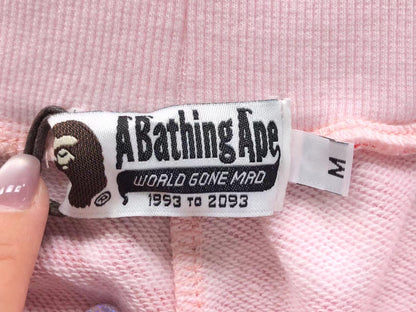 A Bathing Ape
WORLD GONE MAD
1993 TO 2093
M
®